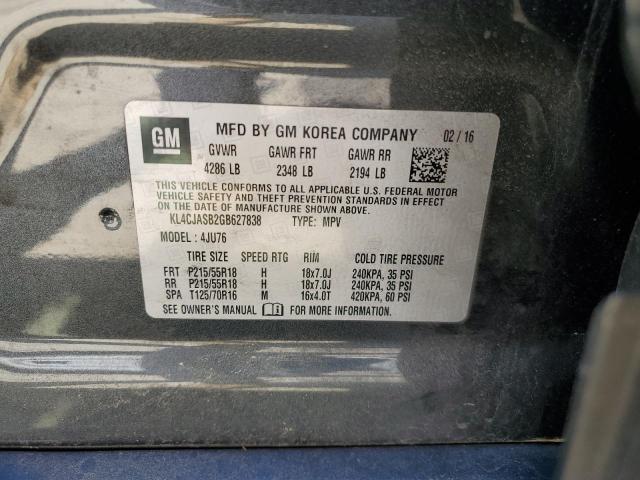 GM MFD BY GM KOREA COMPANY 02/16
GVWR GAWR FRT GAWR RR
4286 LB 2348 LB 2194 LB
THIS VEHICLE CONFORMS TO ALL APPLICABLE U.S. FEDERAL MOTOR
VEHICLE SAFETY AND THEFT PREVENTION STANDARDS IN EFFECT
ON THE DATE OF MANUFACTURE SHOWN ABOVE.
KL4CJASB2GB627838 TYPE: MPV
MODEL: 4JU76
TIRE SIZE SPEED RTG RIM COLD TIRE PRESSURE
FRT P215/55R18 H 18x7.0J 240KPA, 35 PSI
RR P215/55R18 H 18x7.0J 240KPA, 35 PSI
SPA T125/70R16 M 16x4.0T 420KPA, 60 PSI
SEE OWNER'S MANUAL FOR MORE INFORMATION.